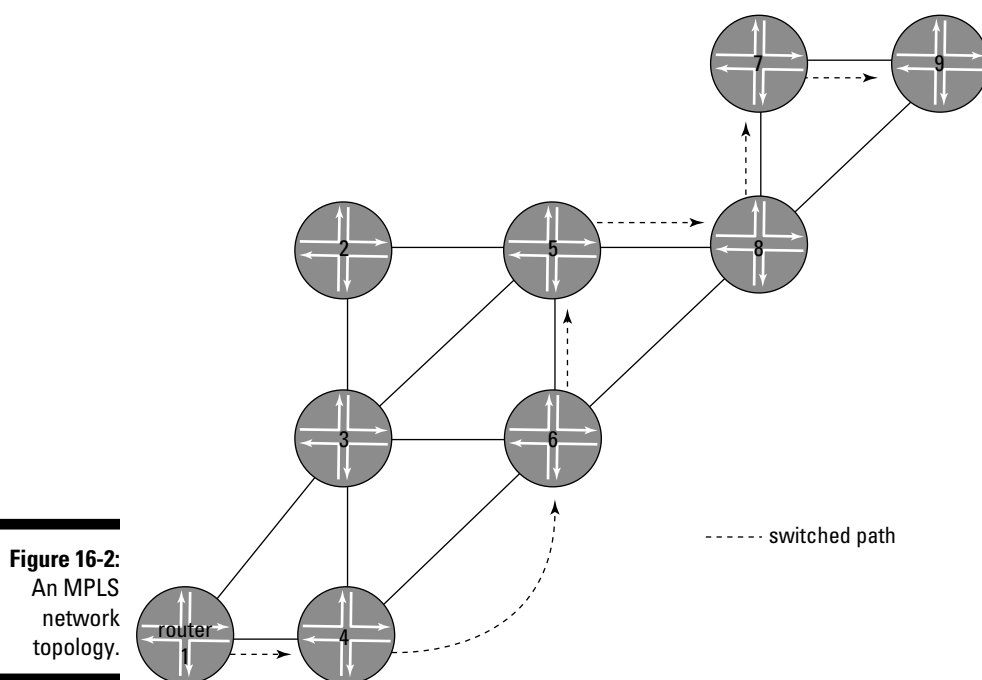 7
9
2
5
8
3
6
switched path
Figure 16-2:
An MPLS
network
topology.
router
1
4